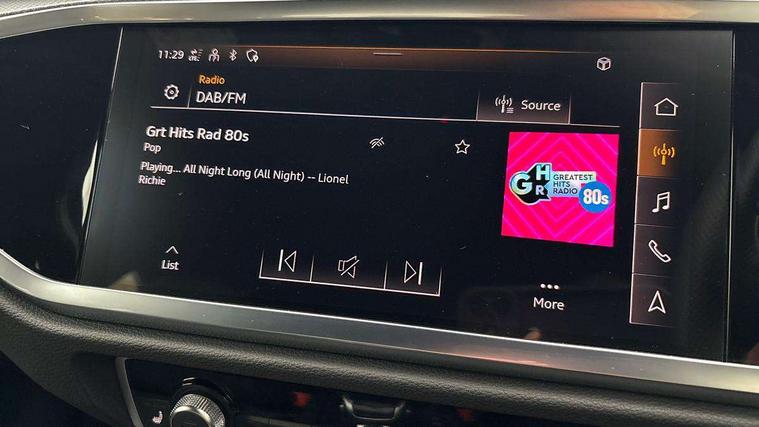 11:29
Radio
DAB/FM
Source
Grt Hits Rad 80s
Pop
Playing... All Night Long (All Night) -- Lionel
Richie
GHR GREATEST
HITS
RADIO 80s
List
More